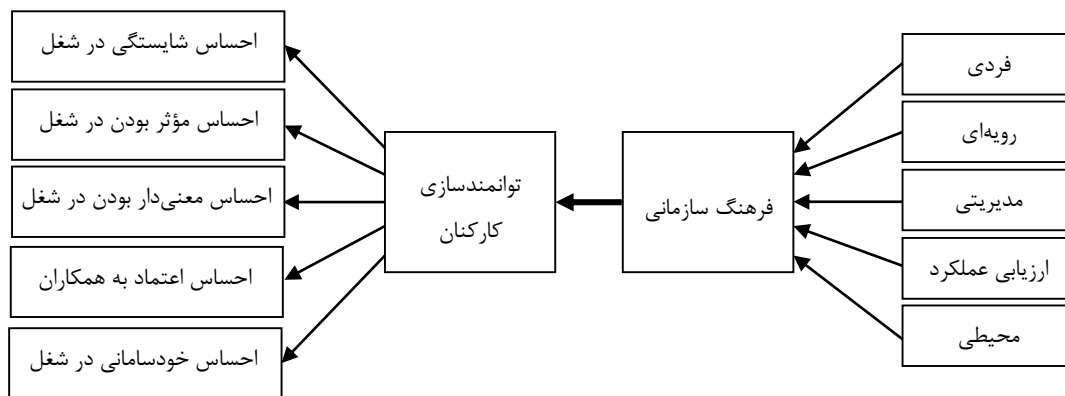 فردی
رویه‌ای
مدیریتی
ارزیابی عملکرد
محیطی
فرهنگ سازمانی
توانمندسازی
کارکنان
احساس شایستگی در شغل
احساس مؤثر بودن در شغل
احساس معنی‌دار بودن در شغل
احساس اعتماد به همکاران
احساس خودسامانی در شغل